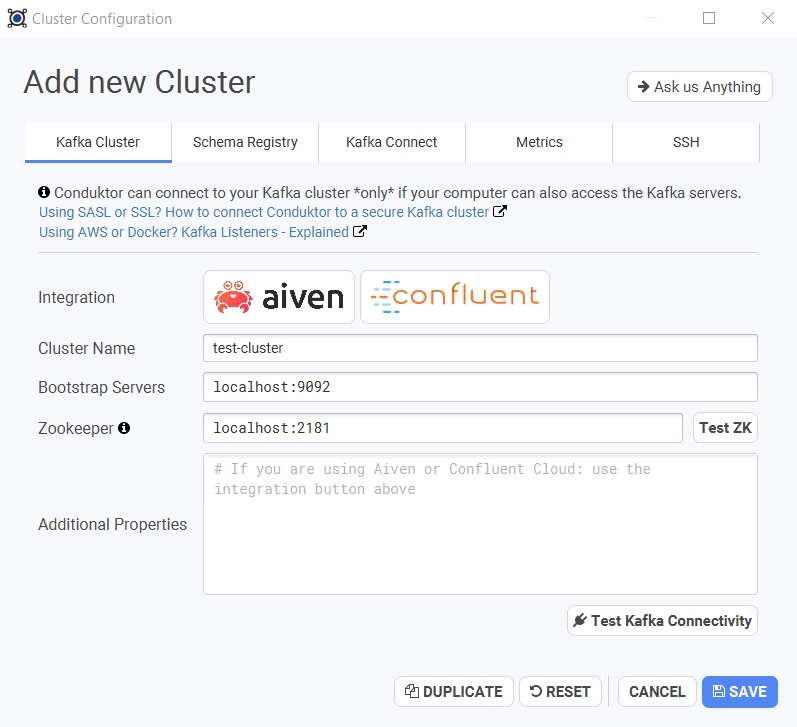 Cluster Configuration
Add new Cluster
Ask us Anything
Kafka Cluster
Schema Registry
Kafka Connect
Metrics
SSH
Conduktor can connect to your Kafka cluster *only* if your computer can also access the Kafka servers.
Using SASL or SSL? How to connect Conduktor to a secure Kafka cluster
Using AWS or Docker? Kafka Listeners - Explained
Integration
aiven
confluent
Cluster Name
test-cluster
Bootstrap Servers
localhost:9092
Zookeeper
localhost:2181
Test ZK
Additional Properties
# If you are using Aiven or Confluent Cloud: use the
integration button above
Test Kafka Connectivity
DUPLICATE
RESET
CANCEL
SAVE